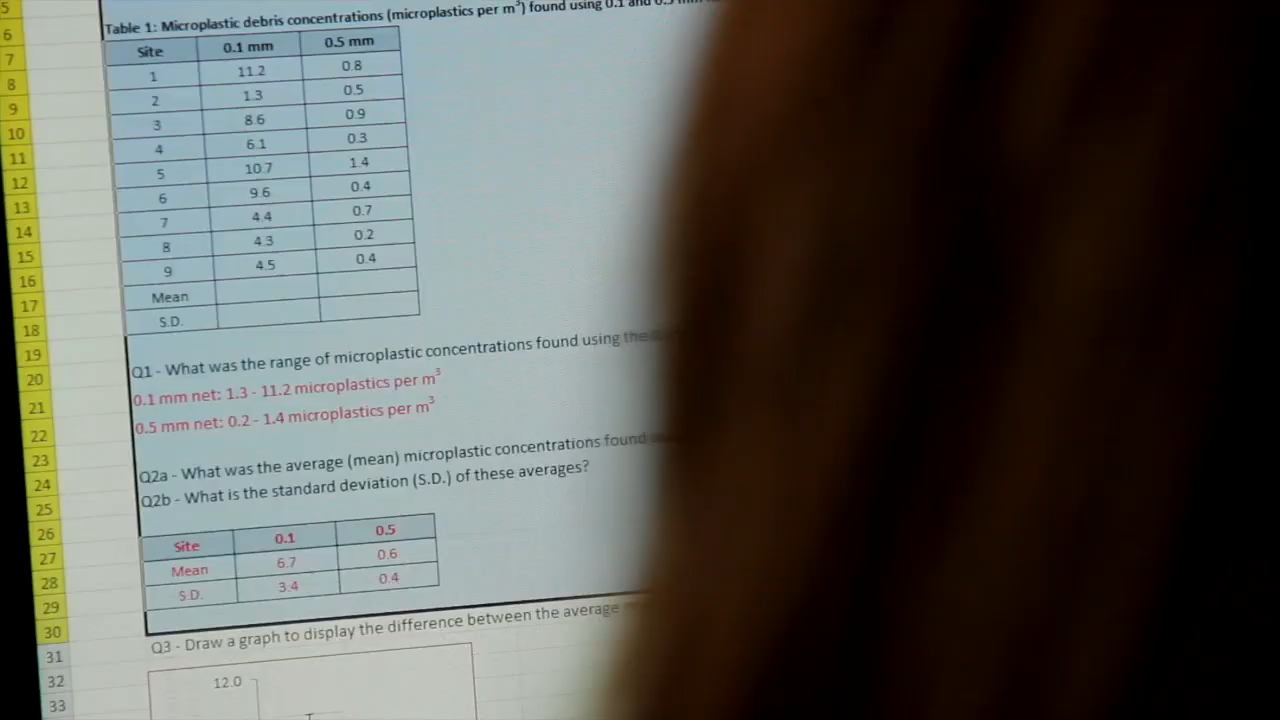 5
6 Table 1: Microplastic debris concentrations (microplastics per m³) found using 0.1 and 0.5 mm
7 Site 0.1 mm 0.5 mm
8 1 11.2 0.8
9 2 1.3 0.5
10 3 8.6 0.9
11 4 6.1 0.3
12 5 10.7 1.4
13 6 9.6 0.4
14 7 4.4 0.7
15 8 4.3 0.2
16 9 4.5 0.4
17 Mean
18 S.D.
19
20 Q1 - What was the range of microplastic concentrations found using the
21 0.1 mm net: 1.3 - 11.2 microplastics per m³
22 0.5 mm net: 0.2 - 1.4 microplastics per m³
23
24 Q2a - What was the average (mean) microplastic concentrations found
25 Q2b - What is the standard deviation (S.D.) of these averages?
26
27 Site 0.1 0.5
28 Mean 6.7 0.6
29 S.D. 3.4 0.4
30
31 Q3 - Draw a graph to display the difference between the average
32 12.0
33